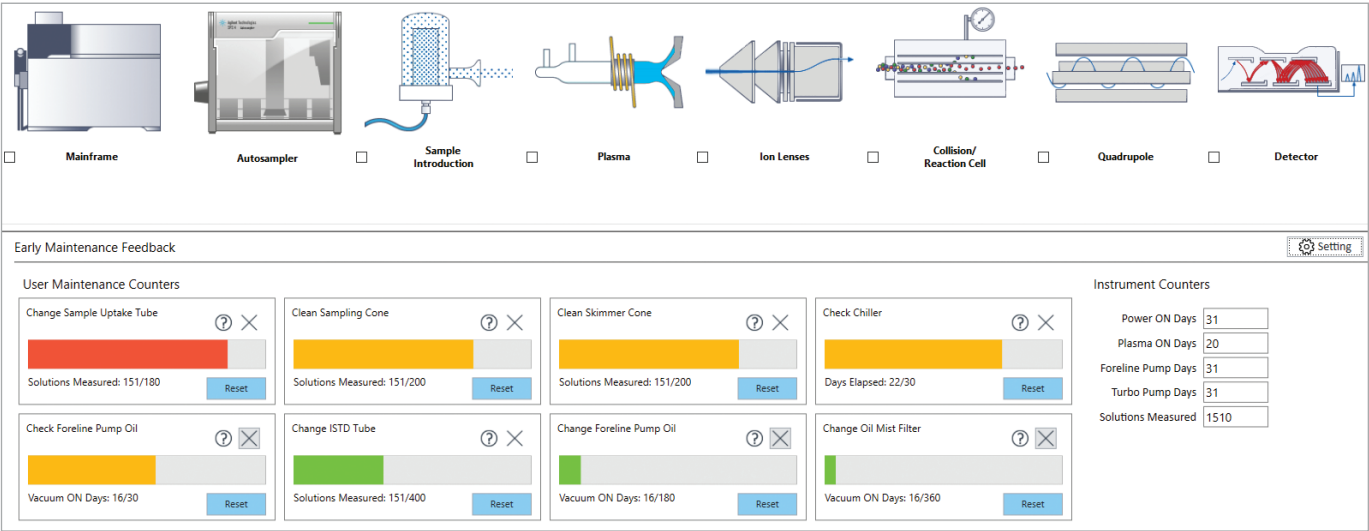 Agilent Technologies
Mainframe
Autosampler
Sample
Introduction
Plasma
Ion Lenses
Collision/
Reaction Cell
Quadrupole
Detector
Early Maintenance Feedback
Setting
User Maintenance Counters
Instrument Counters
Change Sample Uptake Tube
Solutions Measured: 151/180
Reset
Clean Sampling Cone
Solutions Measured: 151/200
Reset
Clean Skimmer Cone
Solutions Measured: 151/200
Reset
Check Chiller
Days Elapsed: 22/30
Reset
Power ON Days 31
Plasma ON Days 20
Foreline Pump Days 31
Turbo Pump Days 31
Solutions Measured 1510
Check Foreline Pump Oil
Vacuum ON Days: 16/30
Reset
Change ISTD Tube
Solutions Measured: 151/400
Reset
Change Foreline Pump Oil
Vacuum ON Days: 16/180
Reset
Change Oil Mist Filter
Vacuum ON Days: 16/360
Reset